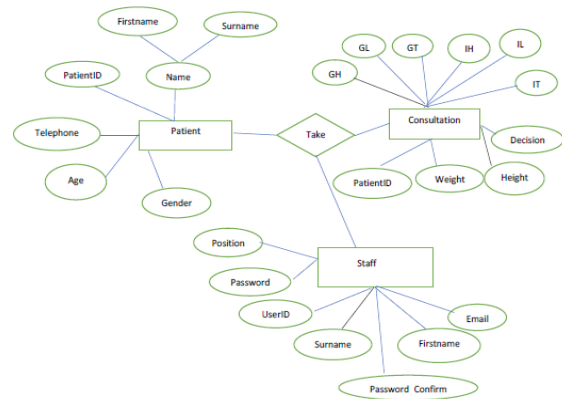 Firstname
Surname
GL
GT
IH
IL
GH
IT
PatientID
Name
Telephone
Patient
Take
Consultation
Decision
Age
Gender
PatientID
Weight
Height
Position
Staff
Password
UserID
Email
Surname
Firstname
Password Confirm